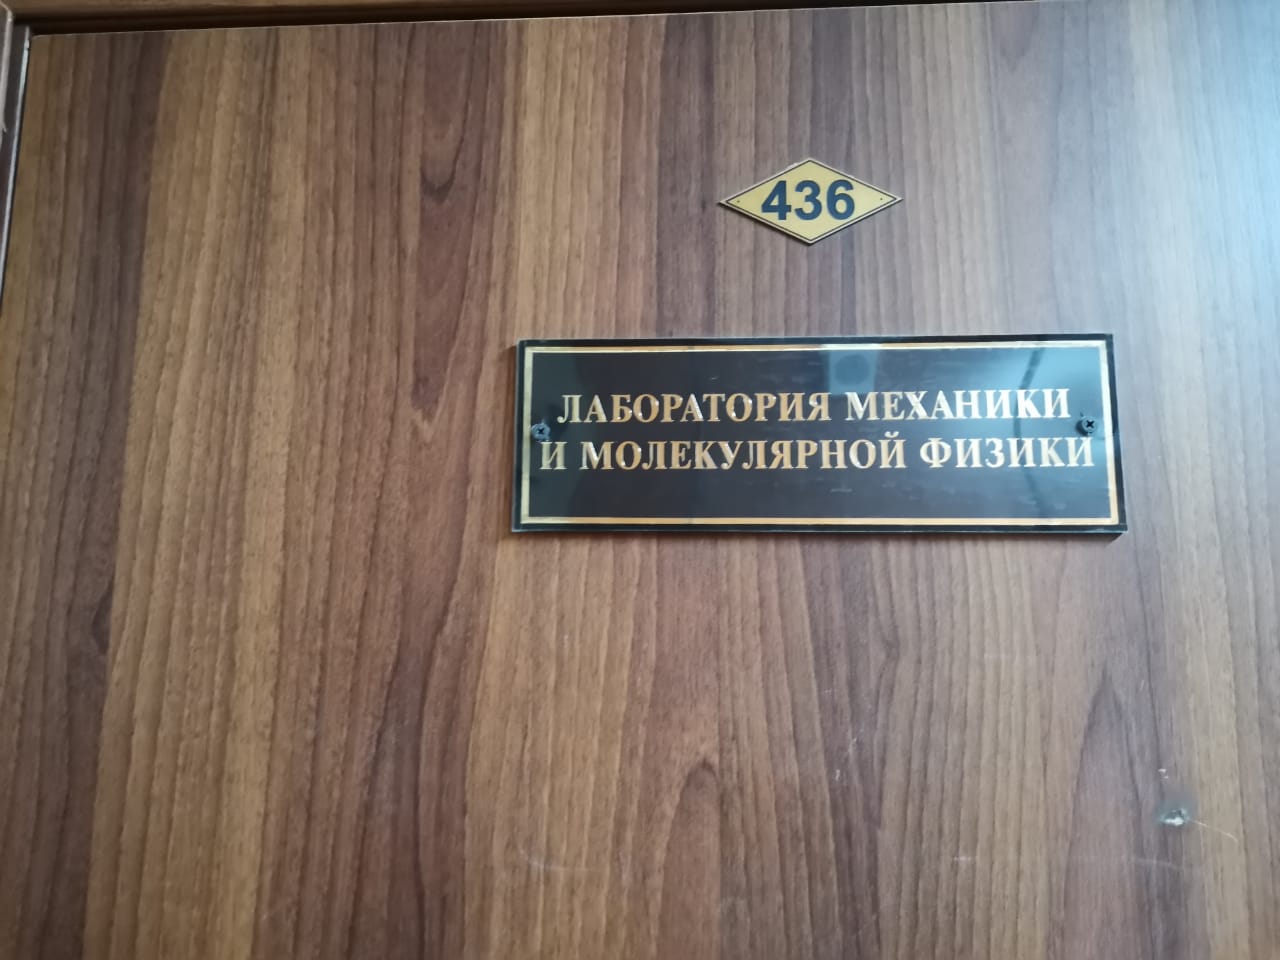 436
ЛАБОРАТОРИЯ МЕХАНИКИ
И МОЛЕКУЛЯРНОЙ ФИЗИКИ